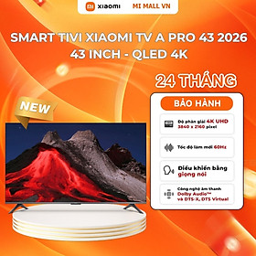 mi xiaomi MI MALL VN
SMART TIVI XIAOMI TV A PRO 43 2026
43 INCH - QLED 4K
24 THÁNG
BẢO HÀNH
NEW
Độ phân giải 4K UHD
3840 x 2160 pixel
Tốc độ làm mới 60Hz
Điều khiển bằng
giọng nói
Công nghệ âm thanh
Dolby Audio™
và DTS-X, DTS Virtual